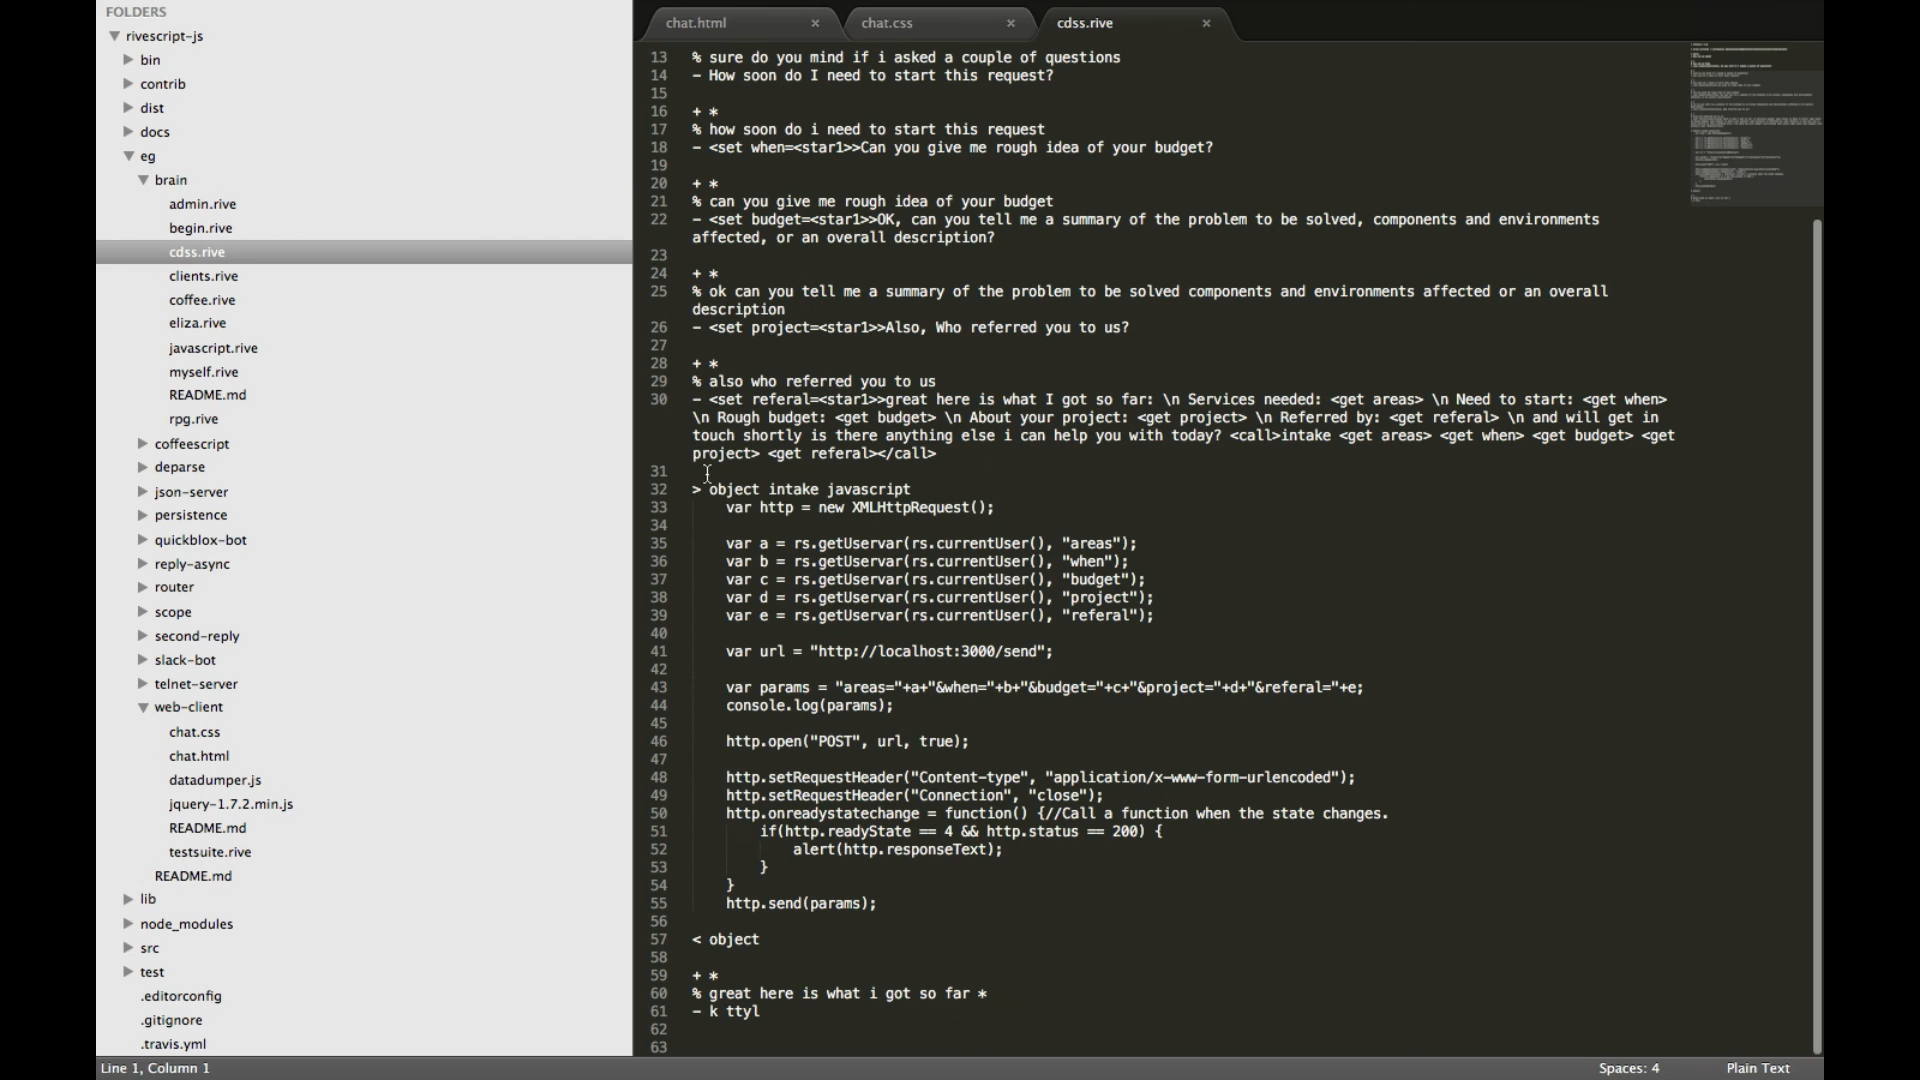 FOLDERS
rivescript-js
bin
contrib
dist
docs
eg
brain
admin.rive
begin.rive
cdss.rive
clients.rive
coffee.rive
eliza.rive
javascript.rive
myself.rive
README.md
rpg.rive
coffeescript
deparse
json-server
persistence
quickblox-bot
reply-async
router
scope
second-reply
slack-bot
telnet-server
web-client
chat.css
chat.html
datadumper.js
jquery-1.7.2.min.js
README.md
testsuite.rive
README.md
lib
node_modules
src
test
.editorconfig
.gitignore
.travis.yml
chat.html × chat.css × cdss.rive ×
13 % sure do you mind if i asked a couple of questions
14 - How soon do I need to start this request?
15
16 + *
17 % how soon do i need to start this request
18 - <set when=<star1>>Can you give me rough idea of your budget?
19
20 + *
21 % can you give me rough idea of your budget
22 - <set budget=<star1>>OK, can you tell me a summary of the problem to be solved, components and environments
affected, or an overall description?
23
24 + *
25 % ok can you tell me a summary of the problem to be solved components and environments affected or an overall
description
26 - <set project=<star1>>Also, Who referred you to us?
27
28 + *
29 % also who referred you to us
30 - <set referal=<star1>>great here is what I got so far: \n Services needed: <get areas> \n Need to start: <get when>
\n Rough budget: <get budget> \n About your project: <get project> \n Referred by: <get referal> \n and will get in
touch shortly is there anything else i can help you with today? <call>intake <get areas> <get when> <get budget> <get
project> <get referal></call>
31
32 > object intake javascript
33 var http = new XMLHttpRequest();
34
35 var a = rs.getUservar(rs.currentUser(), "areas");
36 var b = rs.getUservar(rs.currentUser(), "when");
37 var c = rs.getUservar(rs.currentUser(), "budget");
38 var d = rs.getUservar(rs.currentUser(), "project");
39 var e = rs.getUservar(rs.currentUser(), "referal");
40
41 var url = "http://localhost:3000/send";
42
43 var params = "areas="+a+"&when="+b+"&budget="+c+"&project="+d+"&referal="+e;
44 console.log(params);
45
46 http.open("POST", url, true);
47
48 http.setRequestHeader("Content-type", "application/x-www-form-urlencoded");
49 http.setRequestHeader("Connection", "close");
50 http.onreadystatechange = function() {//Call a function when the state changes.
51 if(http.readyState == 4 && http.status == 200) {
52 alert(http.responseText);
53 }
54 }
55 http.send(params);
56
57 < object
58
59 + *
60 % great here is what i got so far *
61 - k ttyl
62
63
Line 1, Column 1
Spaces: 4
Plain Text